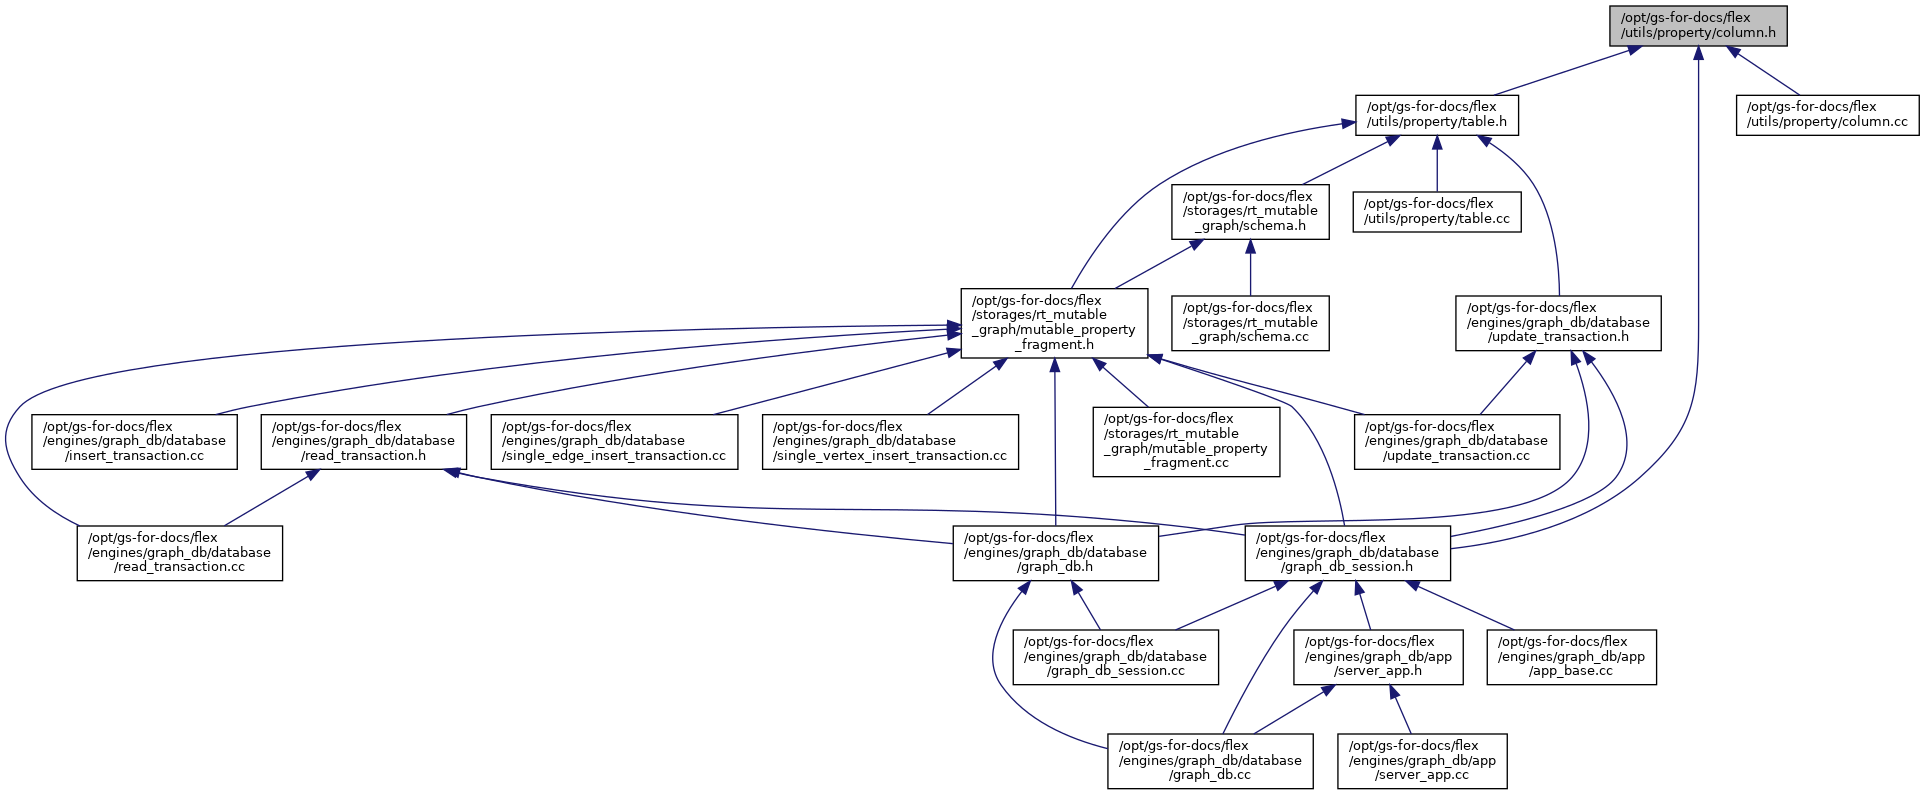 /opt/gs-for-docs/flex
/utils/property/column.h
/opt/gs-for-docs/flex
/utils/property/table.h
/opt/gs-for-docs/flex
/utils/property/column.cc
/opt/gs-for-docs/flex
/storages/rt_mutable
_graph/schema.h
/opt/gs-for-docs/flex
/utils/property/table.cc
/opt/gs-for-docs/flex
/storages/rt_mutable
_graph/mutable_property
_fragment.h
/opt/gs-for-docs/flex
/storages/rt_mutable
_graph/schema.cc
/opt/gs-for-docs/flex
/engines/graph_db/database
/update_transaction.h
/opt/gs-for-docs/flex
/engines/graph_db/database
/insert_transaction.cc
/opt/gs-for-docs/flex
/engines/graph_db/database
/read_transaction.h
/opt/gs-for-docs/flex
/engines/graph_db/database
/single_edge_insert_transaction.cc
/opt/gs-for-docs/flex
/engines/graph_db/database
/single_vertex_insert_transaction.cc
/opt/gs-for-docs/flex
/storages/rt_mutable
_graph/mutable_property
_fragment.cc
/opt/gs-for-docs/flex
/engines/graph_db/database
/update_transaction.cc
/opt/gs-for-docs/flex
/engines/graph_db/database
/read_transaction.cc
/opt/gs-for-docs/flex
/engines/graph_db/database
/graph_db.h
/opt/gs-for-docs/flex
/engines/graph_db/database
/graph_db_session.h
/opt/gs-for-docs/flex
/engines/graph_db/database
/graph_db_session.cc
/opt/gs-for-docs/flex
/engines/graph_db/app
/server_app.h
/opt/gs-for-docs/flex
/engines/graph_db/app
/app_base.cc
/opt/gs-for-docs/flex
/engines/graph_db/database
/graph_db.cc
/opt/gs-for-docs/flex
/engines/graph_db/app
/server_app.cc